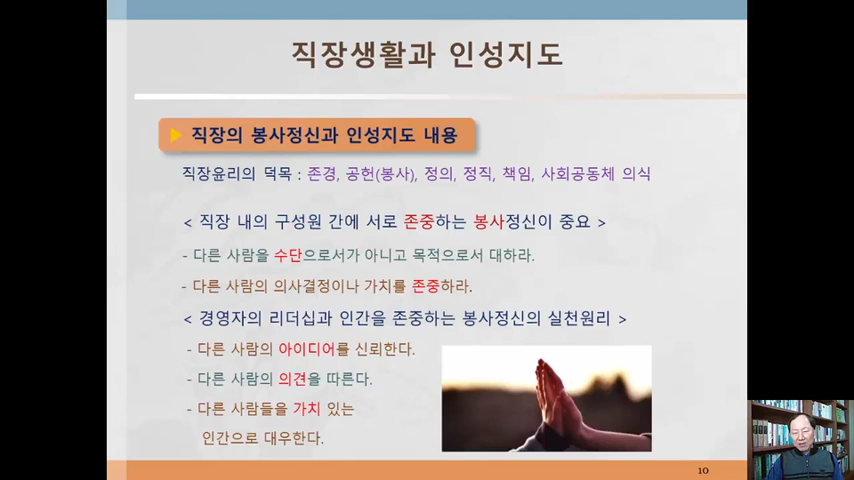 직장생활과 인성지도
직장의 봉사정신과 인성지도 내용
직장윤리의 덕목 : 존경, 공헌(봉사), 정의, 정직, 책임, 사회공동체 의식
< 직장 내의 구성원 간에 서로 존중하는 봉사정신이 중요 >
- 다른 사람을 수단으로서가 아니고 목적으로서 대하라.
- 다른 사람의 의사결정이나 가치를 존중하라.
< 경영자의 리더십과 인간을 존중하는 봉사정신의 실천원리 >
- 다른 사람의 아이디어를 신뢰한다.
- 다른 사람의 의견을 따른다.
- 다른 사람들을 가치 있는
인간으로 대우한다.
10